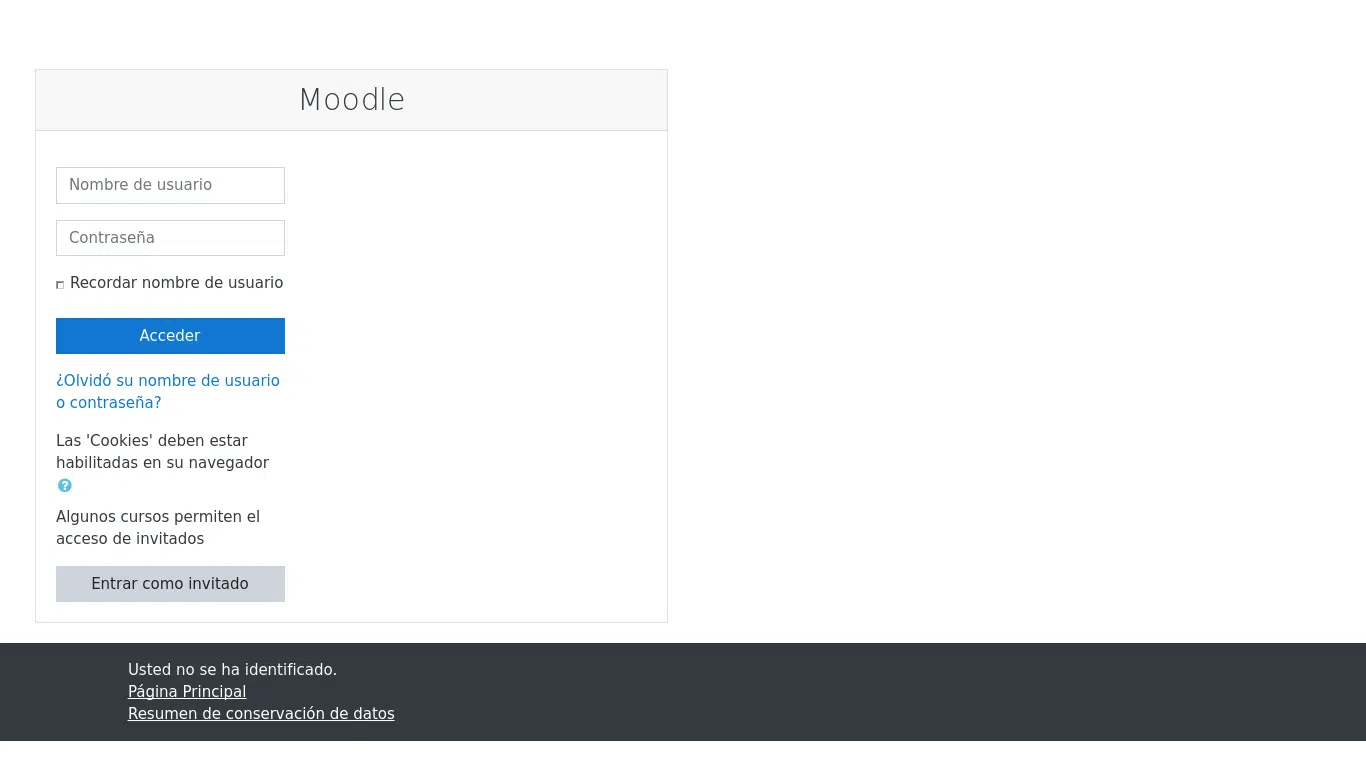 Moodle
Nombre de usuario
Contraseña
Recordar nombre de usuario
Acceder
¿Olvidó su nombre de usuario
o contraseña?
Las 'Cookies' deben estar
habilitadas en su navegador
?
Algunos cursos permiten el
acceso de invitados
Entrar como invitado
Usted no se ha identificado.
Página Principal
Resumen de conservación de datos